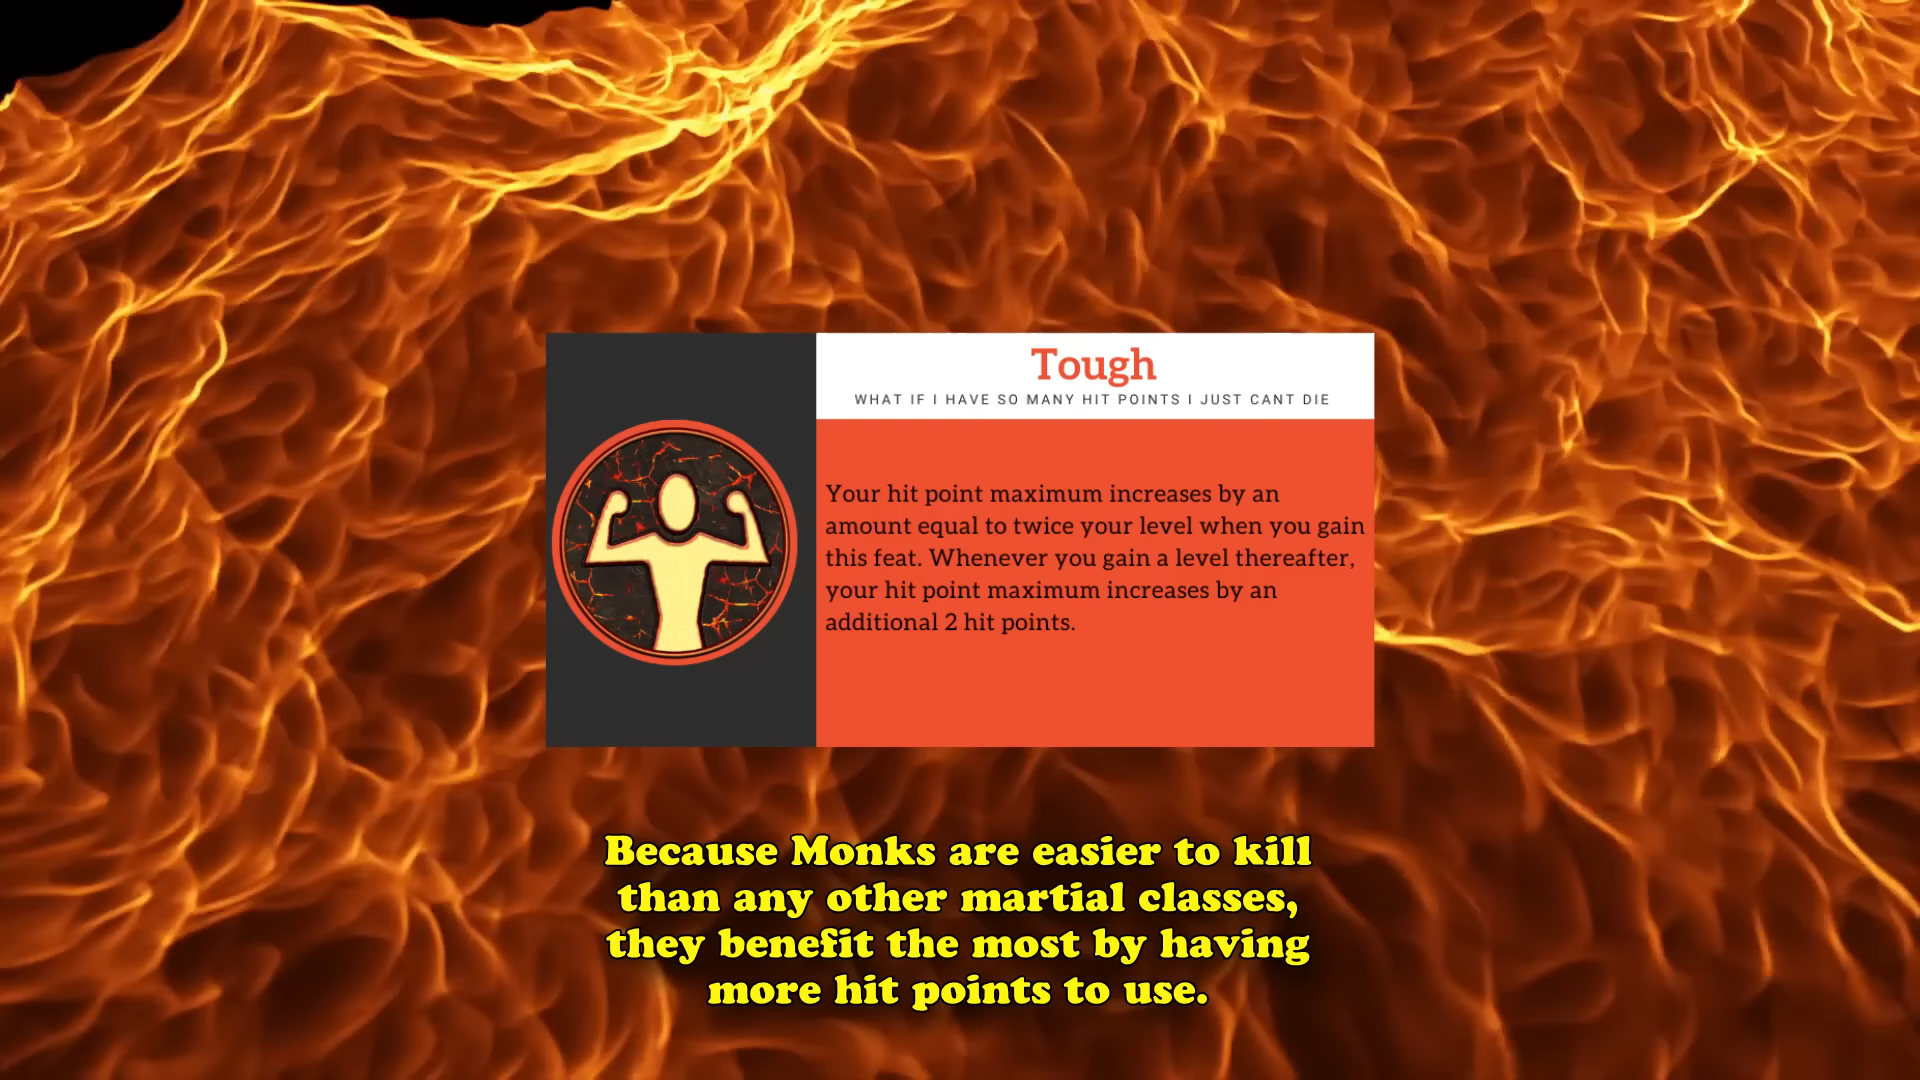 Tough
WHAT IF I HAVE SO MANY HIT POINTS I JUST CANT DIE
Your hit point maximum increases by an
amount equal to twice your level when you gain
this feat. Whenever you gain a level thereafter,
your hit point maximum increases by an
additional 2 hit points.
Because Monks are easier to kill
than any other martial classes,
they benefit the most by having
more hit points to use.